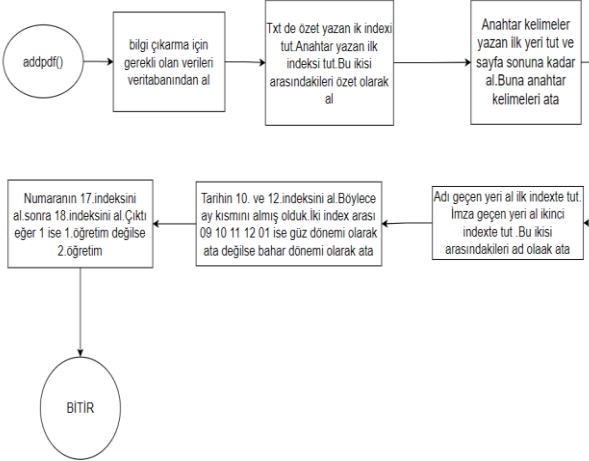 addpdf()
bilgi çıkarma için
gerekli olan verileri
veritabanından al
Txt de özet yazan ik indexi
tut.Anahtar yazan ilk
indeksi tut.Bu ikisi
arasındakileri özet olarak
al
Anahtar kelimeler
yazan ilk yeri tut ve
sayfa sonuna kadar
al.Buna anahtar
kelimeleri ata
Adı geçen yeri al ilk indexte tut.
İmza geçen yeri al ikinci
indexte tut .Bu ikisi
arasındakileri ad olaak ata
Tarihin 10. ve 12.indeksini al.Böylece
ay kısmını almış olduk.İki index arası
09 10 11 12 01 ise güz dönemi olarak
ata değilse bahar dönemi olarak ata
Numaranın 17.indeksini
al.sonra 18.indeksini al.Çıktı
eğer 1 ise 1.öğretim değilse
2.öğretim
BİTİR